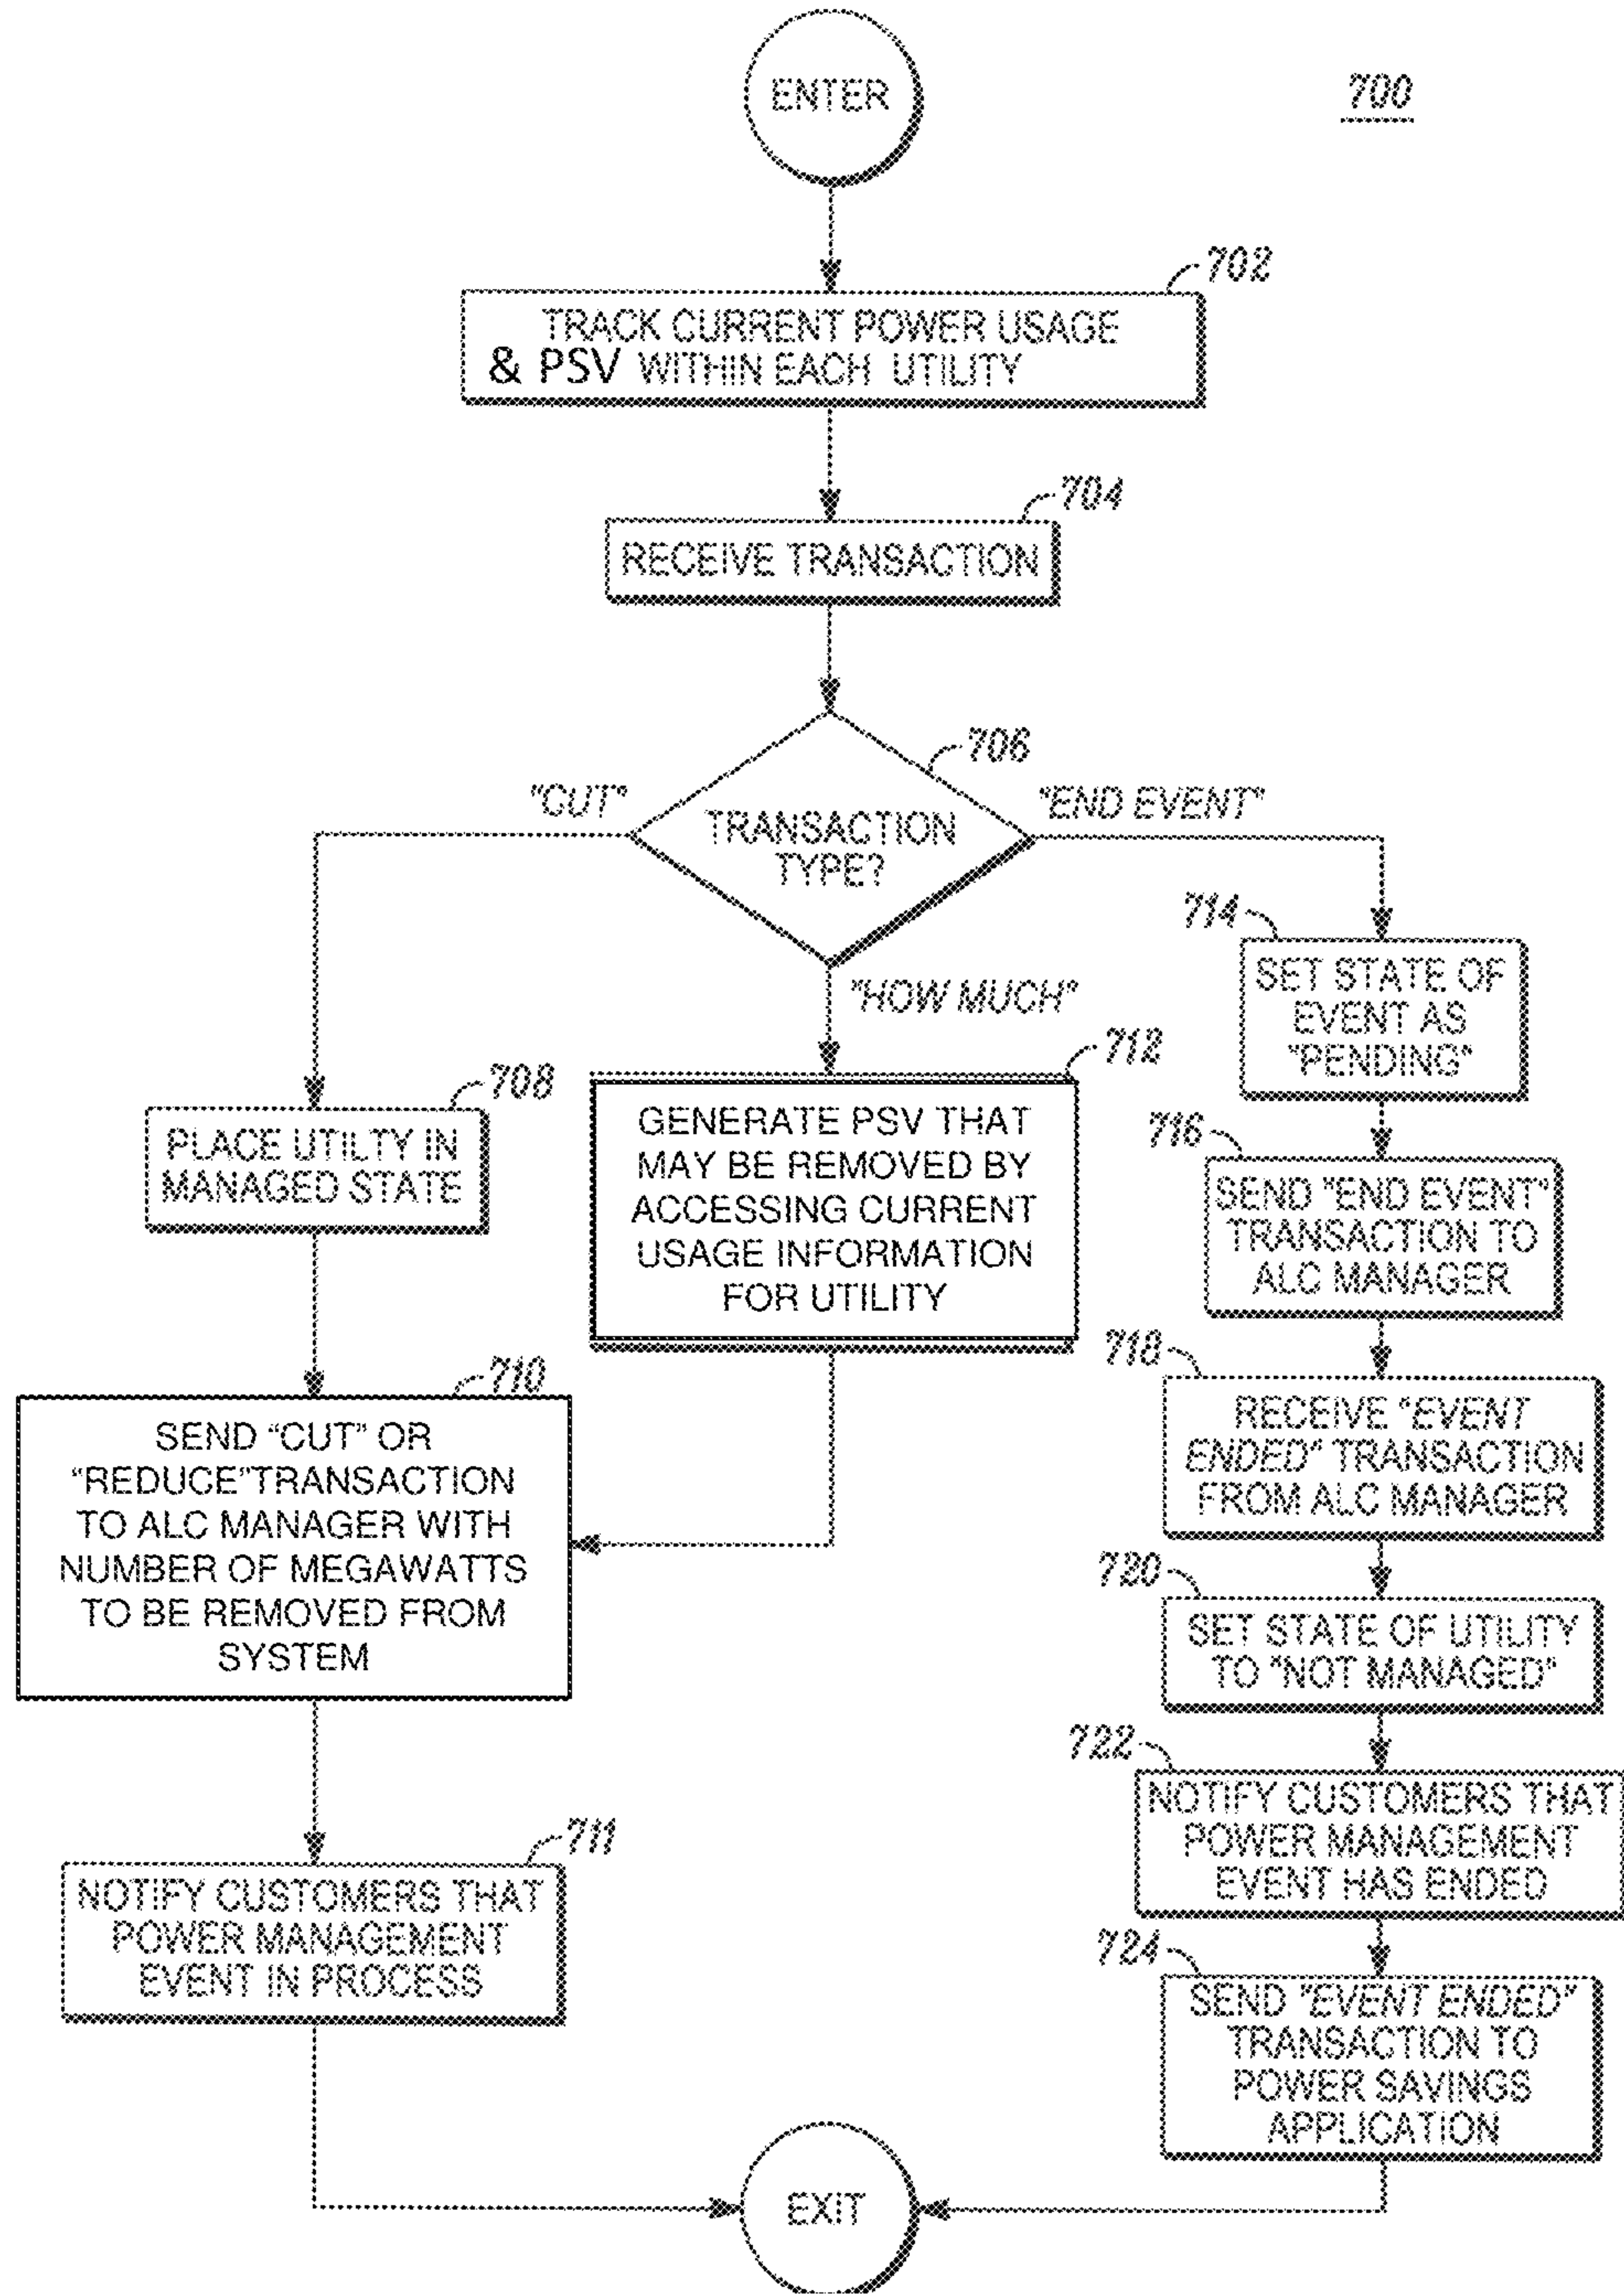 ENTER
700
702
TRACK CURRENT POWER USAGE
& PSV WITHIN EACH UTILITY
704
RECEIVE TRANSACTION
706
"CUT"
"END EVENT"
TRANSACTION
TYPE?
"HOW MUCH"
708
PLACE UTILTY IN
MANAGED STATE
712
GENERATE PSV THAT
MAY BE REMOVED BY
ACCESSING CURRENT
USAGE INFORMATION
FOR UTILITY
710
SEND "CUT" OR
"REDUCE"TRANSACTION
TO ALC MANAGER WITH
NUMBER OF MEGAWATTS
TO BE REMOVED FROM
SYSTEM
711
NOTIFY CUSTOMERS THAT
POWER MANAGEMENT
EVENT IN PROCESS
714
SET STATE OF
EVENT AS
"PENDING"
716
SEND "END EVENT"
TRANSACTION TO
ALC MANAGER
718
RECEIVE "EVENT
ENDED" TRANSACTION
FROM ALC MANAGER
720
SET STATE OF UTILITY
TO "NOT MANAGED"
722
NOTIFY CUSTOMERS THAT
POWER MANAGEMENT
EVENT HAS ENDED
724
SEND "EVENT ENDED"
TRANSACTION TO
POWER SAVINGS
APPLICATION
EXIT